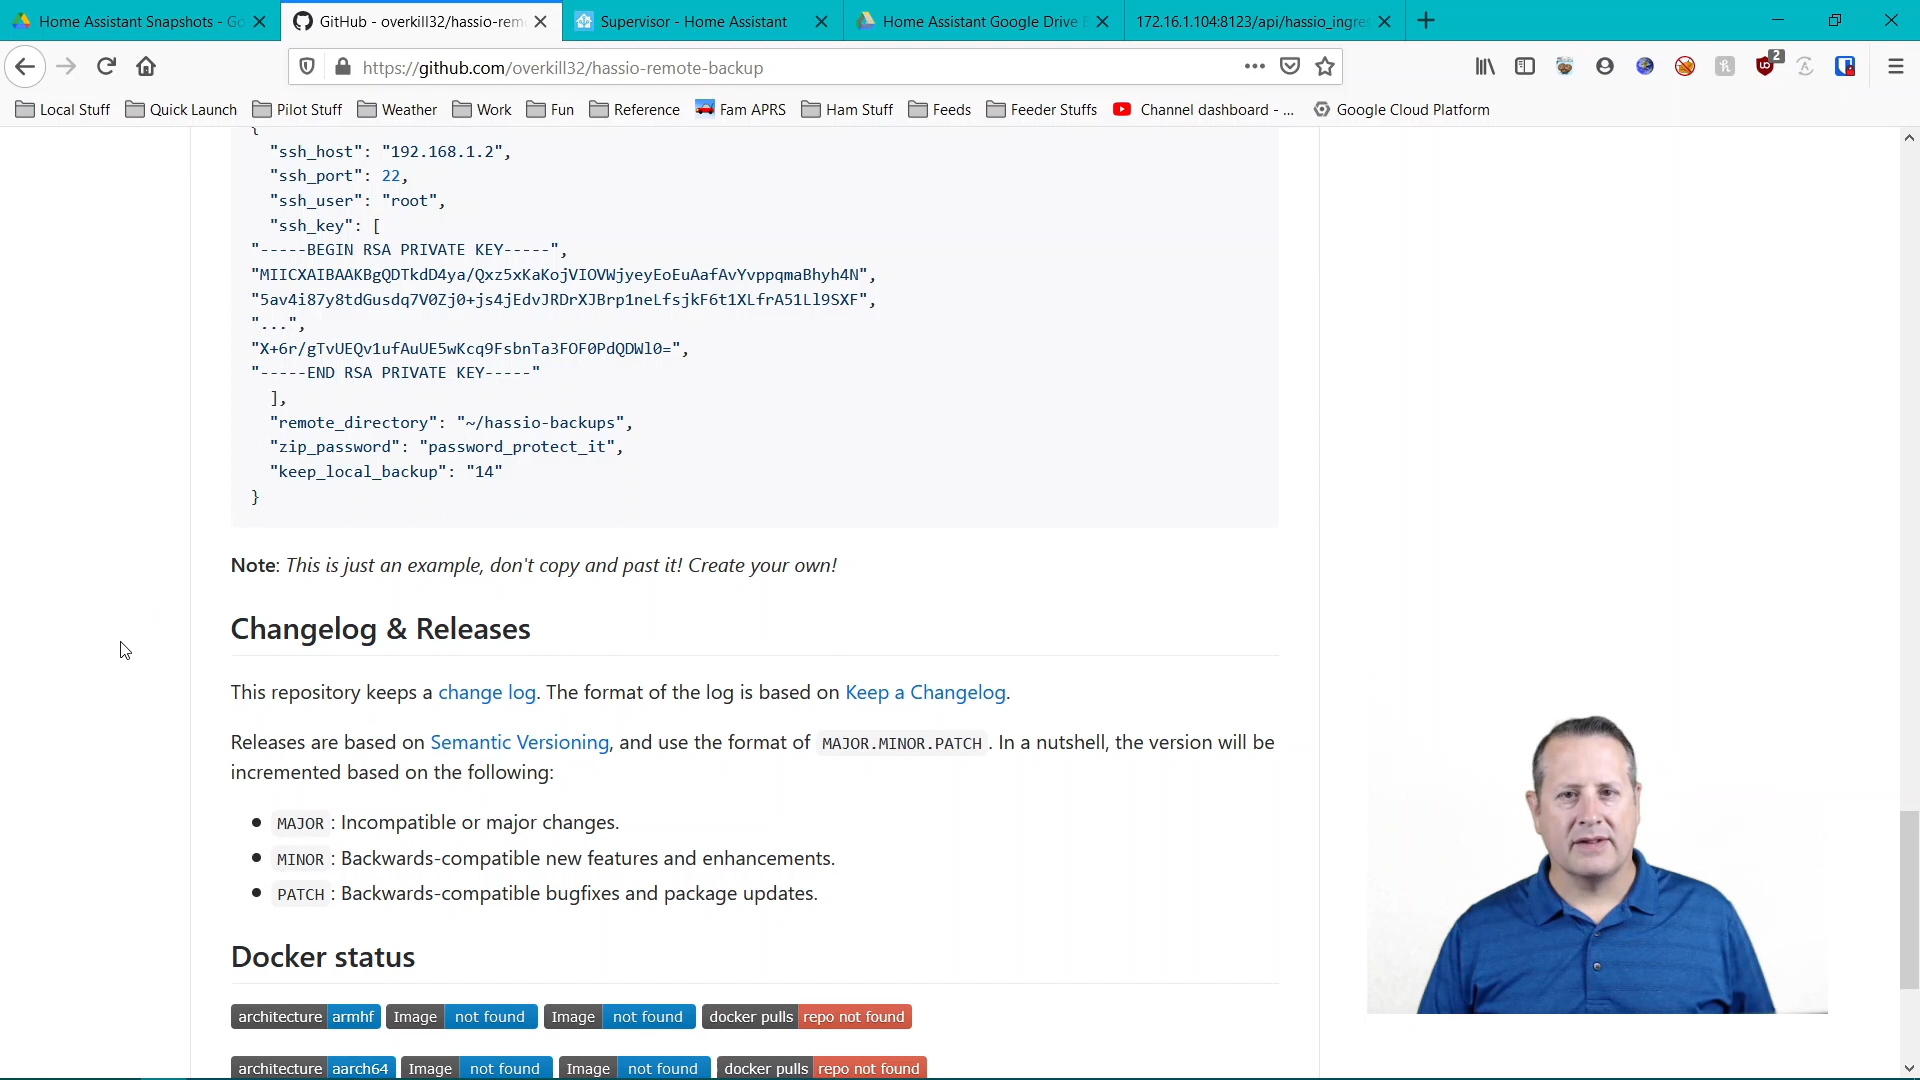 Home Assistant Snapshots - Go
GitHub - overkill32/hassio-rem
Supervisor - Home Assistant
Home Assistant Google Drive B
172.16.1.104:8123/api/hassio_ingre
https://github.com/overkill32/hassio-remote-backup
2
Local Stuff
Quick Launch
Pilot Stuff
Weather
Work
Fun
Reference
Fam APRS
Ham Stuff
Feeds
Feeder Stuffs
Channel dashboard - ...
Google Cloud Platform
{
"ssh_host": "192.168.1.2",
"ssh_port": 22,
"ssh_user": "root",
"ssh_key": [
"-----BEGIN RSA PRIVATE KEY-----",
"MIICXAIBAAKBgQDTkdD4ya/Qxz5xKaKojVIOVWjyeyEoEuAafAvYvppqmaBhyh4N",
"5av4i87y8tdGusdq7V0Zj0+js4jEdvJRDrXJBrp1neLfsjkF6t1XLfrA51Ll9SXF",
"...",
"X+6r/gTvUEQv1ufAuUE5wKcq9FsbnTa3FOF0PdQDWl0=",
"-----END RSA PRIVATE KEY-----"
],
"remote_directory": "~/hassio-backups",
"zip_password": "password_protect_it",
"keep_local_backup": "14"
}
Note: This is just an example, don't copy and past it! Create your own!
Changelog & Releases
This repository keeps a change log. The format of the log is based on Keep a Changelog.
Releases are based on Semantic Versioning, and use the format of MAJOR.MINOR.PATCH. In a nutshell, the version will be
incremented based on the following:
MAJOR: Incompatible or major changes.
MINOR: Backwards-compatible new features and enhancements.
PATCH: Backwards-compatible bugfixes and package updates.
Docker status
architecture armhf Image not found Image not found docker pulls repo not found
architecture aarch64 Image not found Image not found docker pulls repo not found